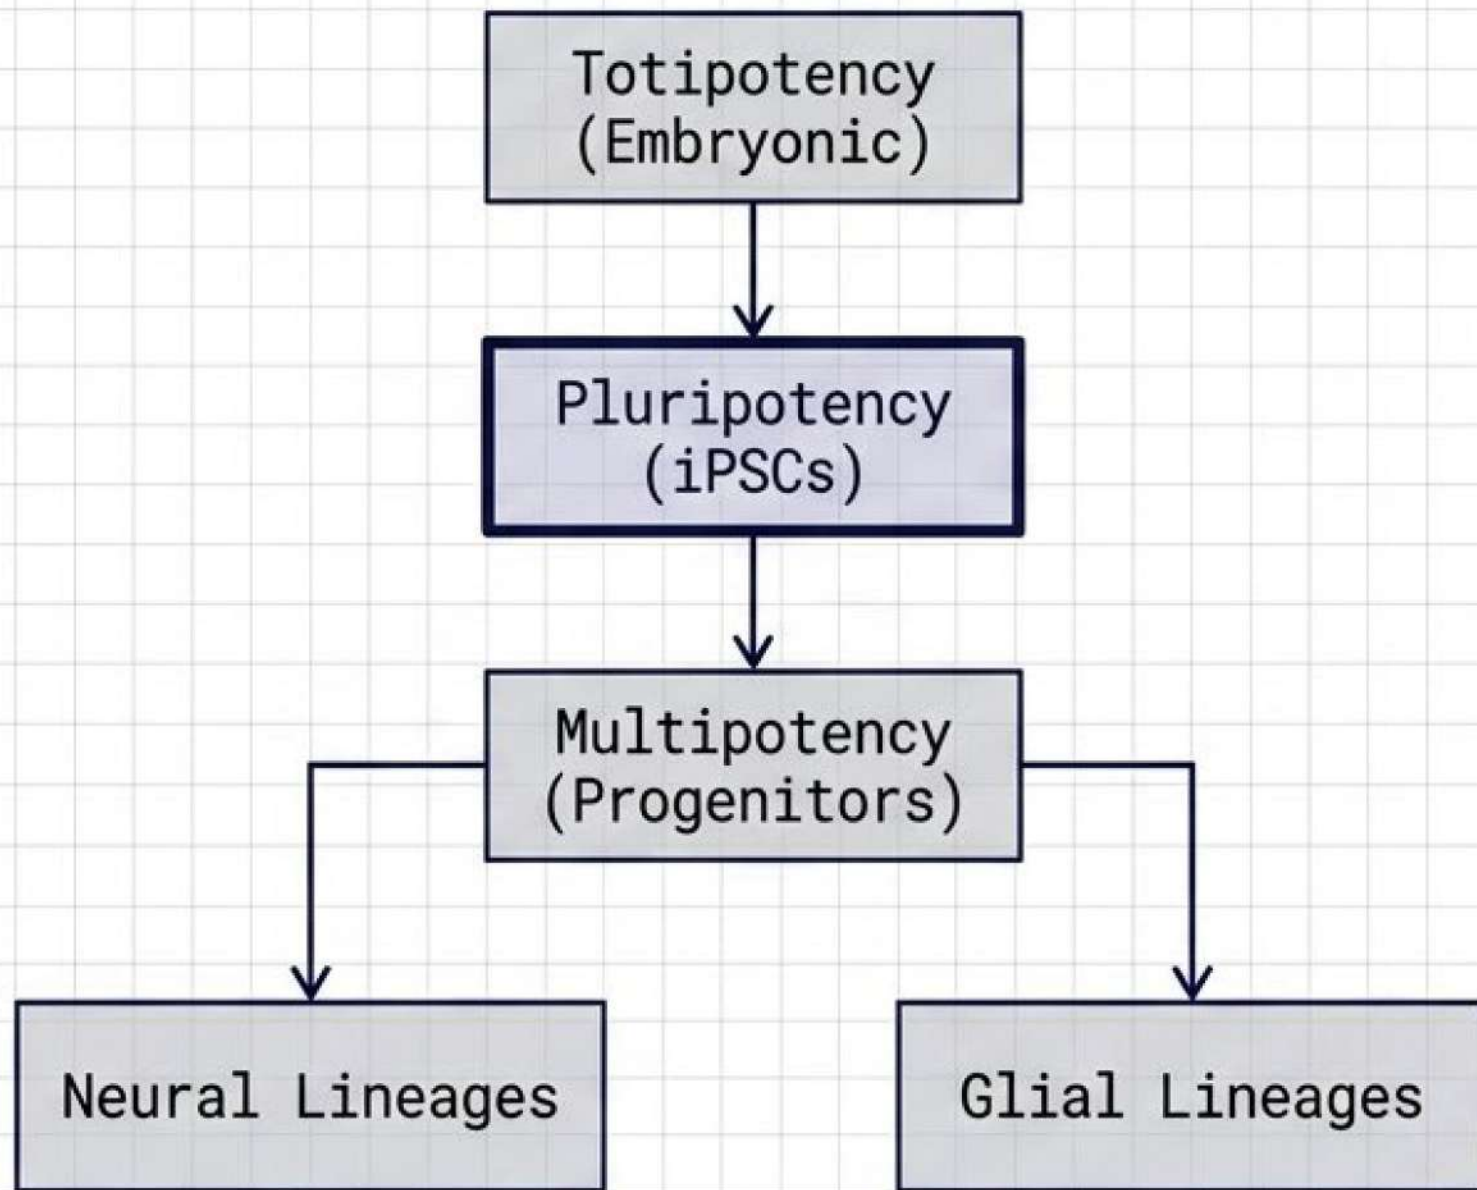 Totipotency
(Embryonic)
Pluripotency
(iPSCs)
Multipotency
(Progenitors)
Neural Lineages
Glial Lineages